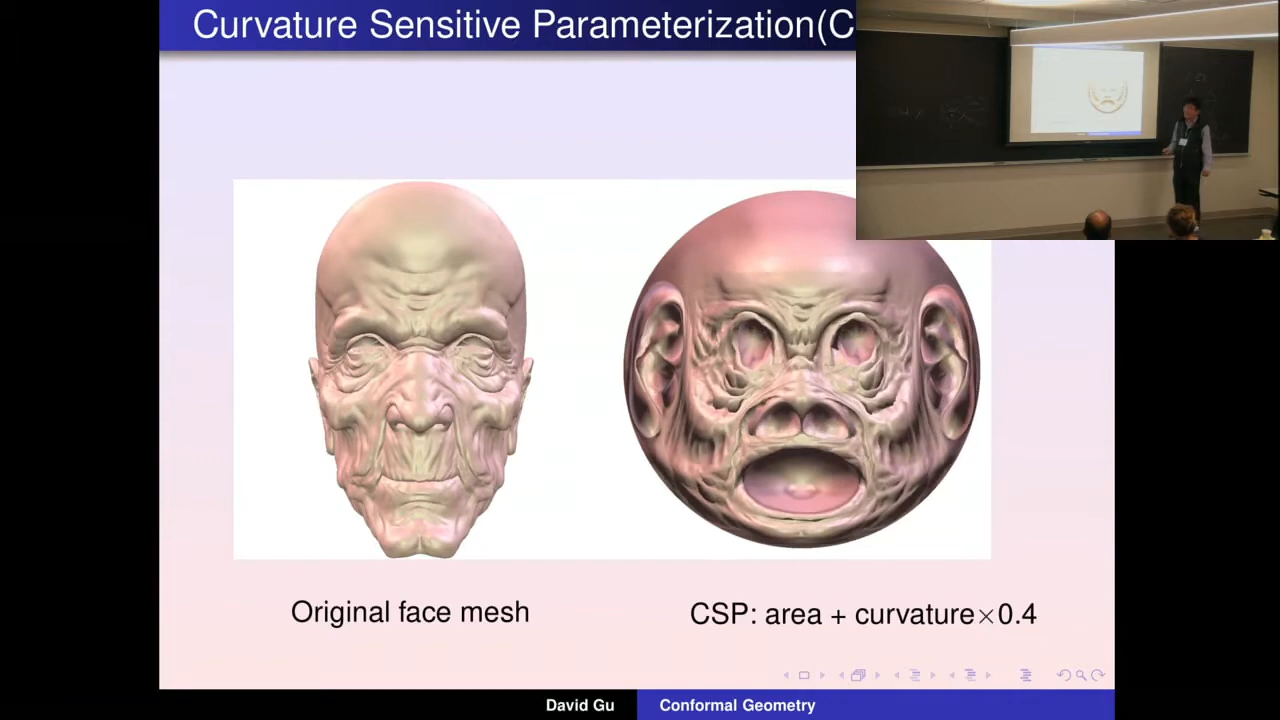 Curvature Sensitive Parameterization(C
Original face mesh
CSP: area + curvature×0.4
David Gu
Conformal Geometry